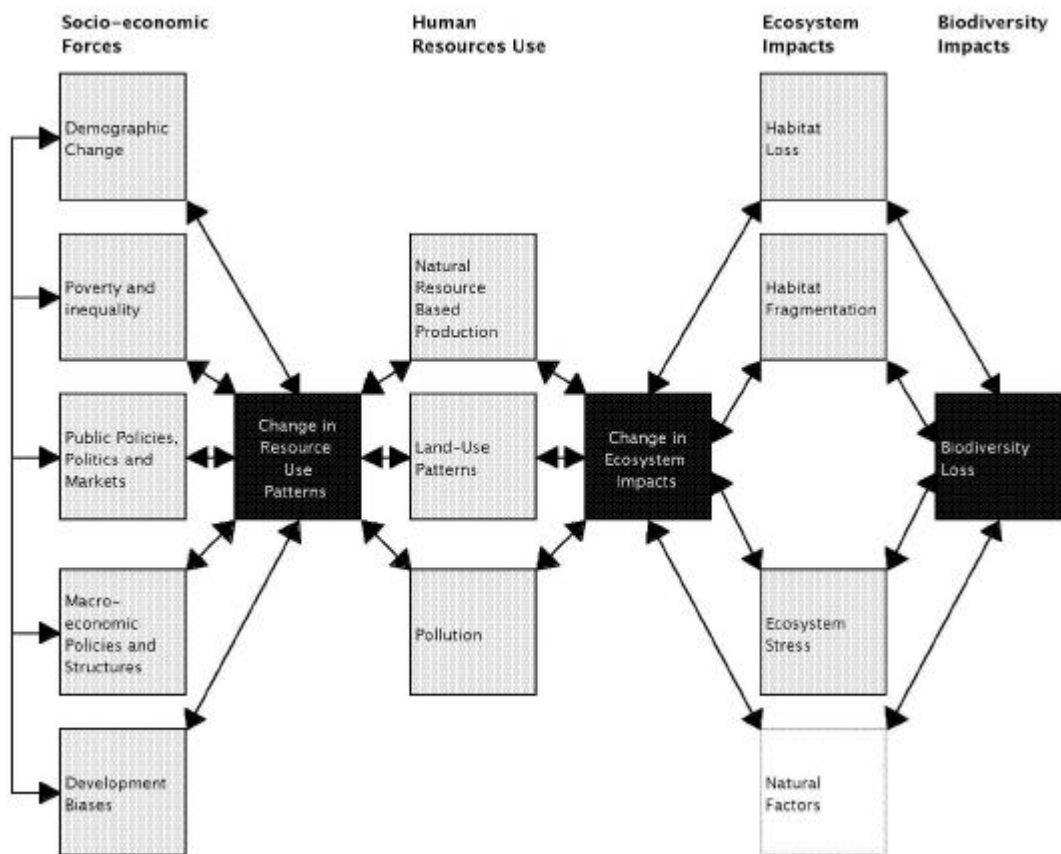 Socio-economic
Forces
Human
Resources Use
Ecosystem
Impacts
Biodiversity
Impacts
Demographic
Change
Poverty and
inequality
Public Policies,
Politics and
Markets
Macro-
economic
Policies and
Structures
Development
Biases
Change in
Resource
Use
Patterns
Natural
Resource
Based
Production
Land-Use
Patterns
Pollution
Change in
Ecosystem
Impacts
Habitat
Loss
Habitat
Fragmentation
Ecosystem
Stress
Natural
Factors
Biodiversity
Loss